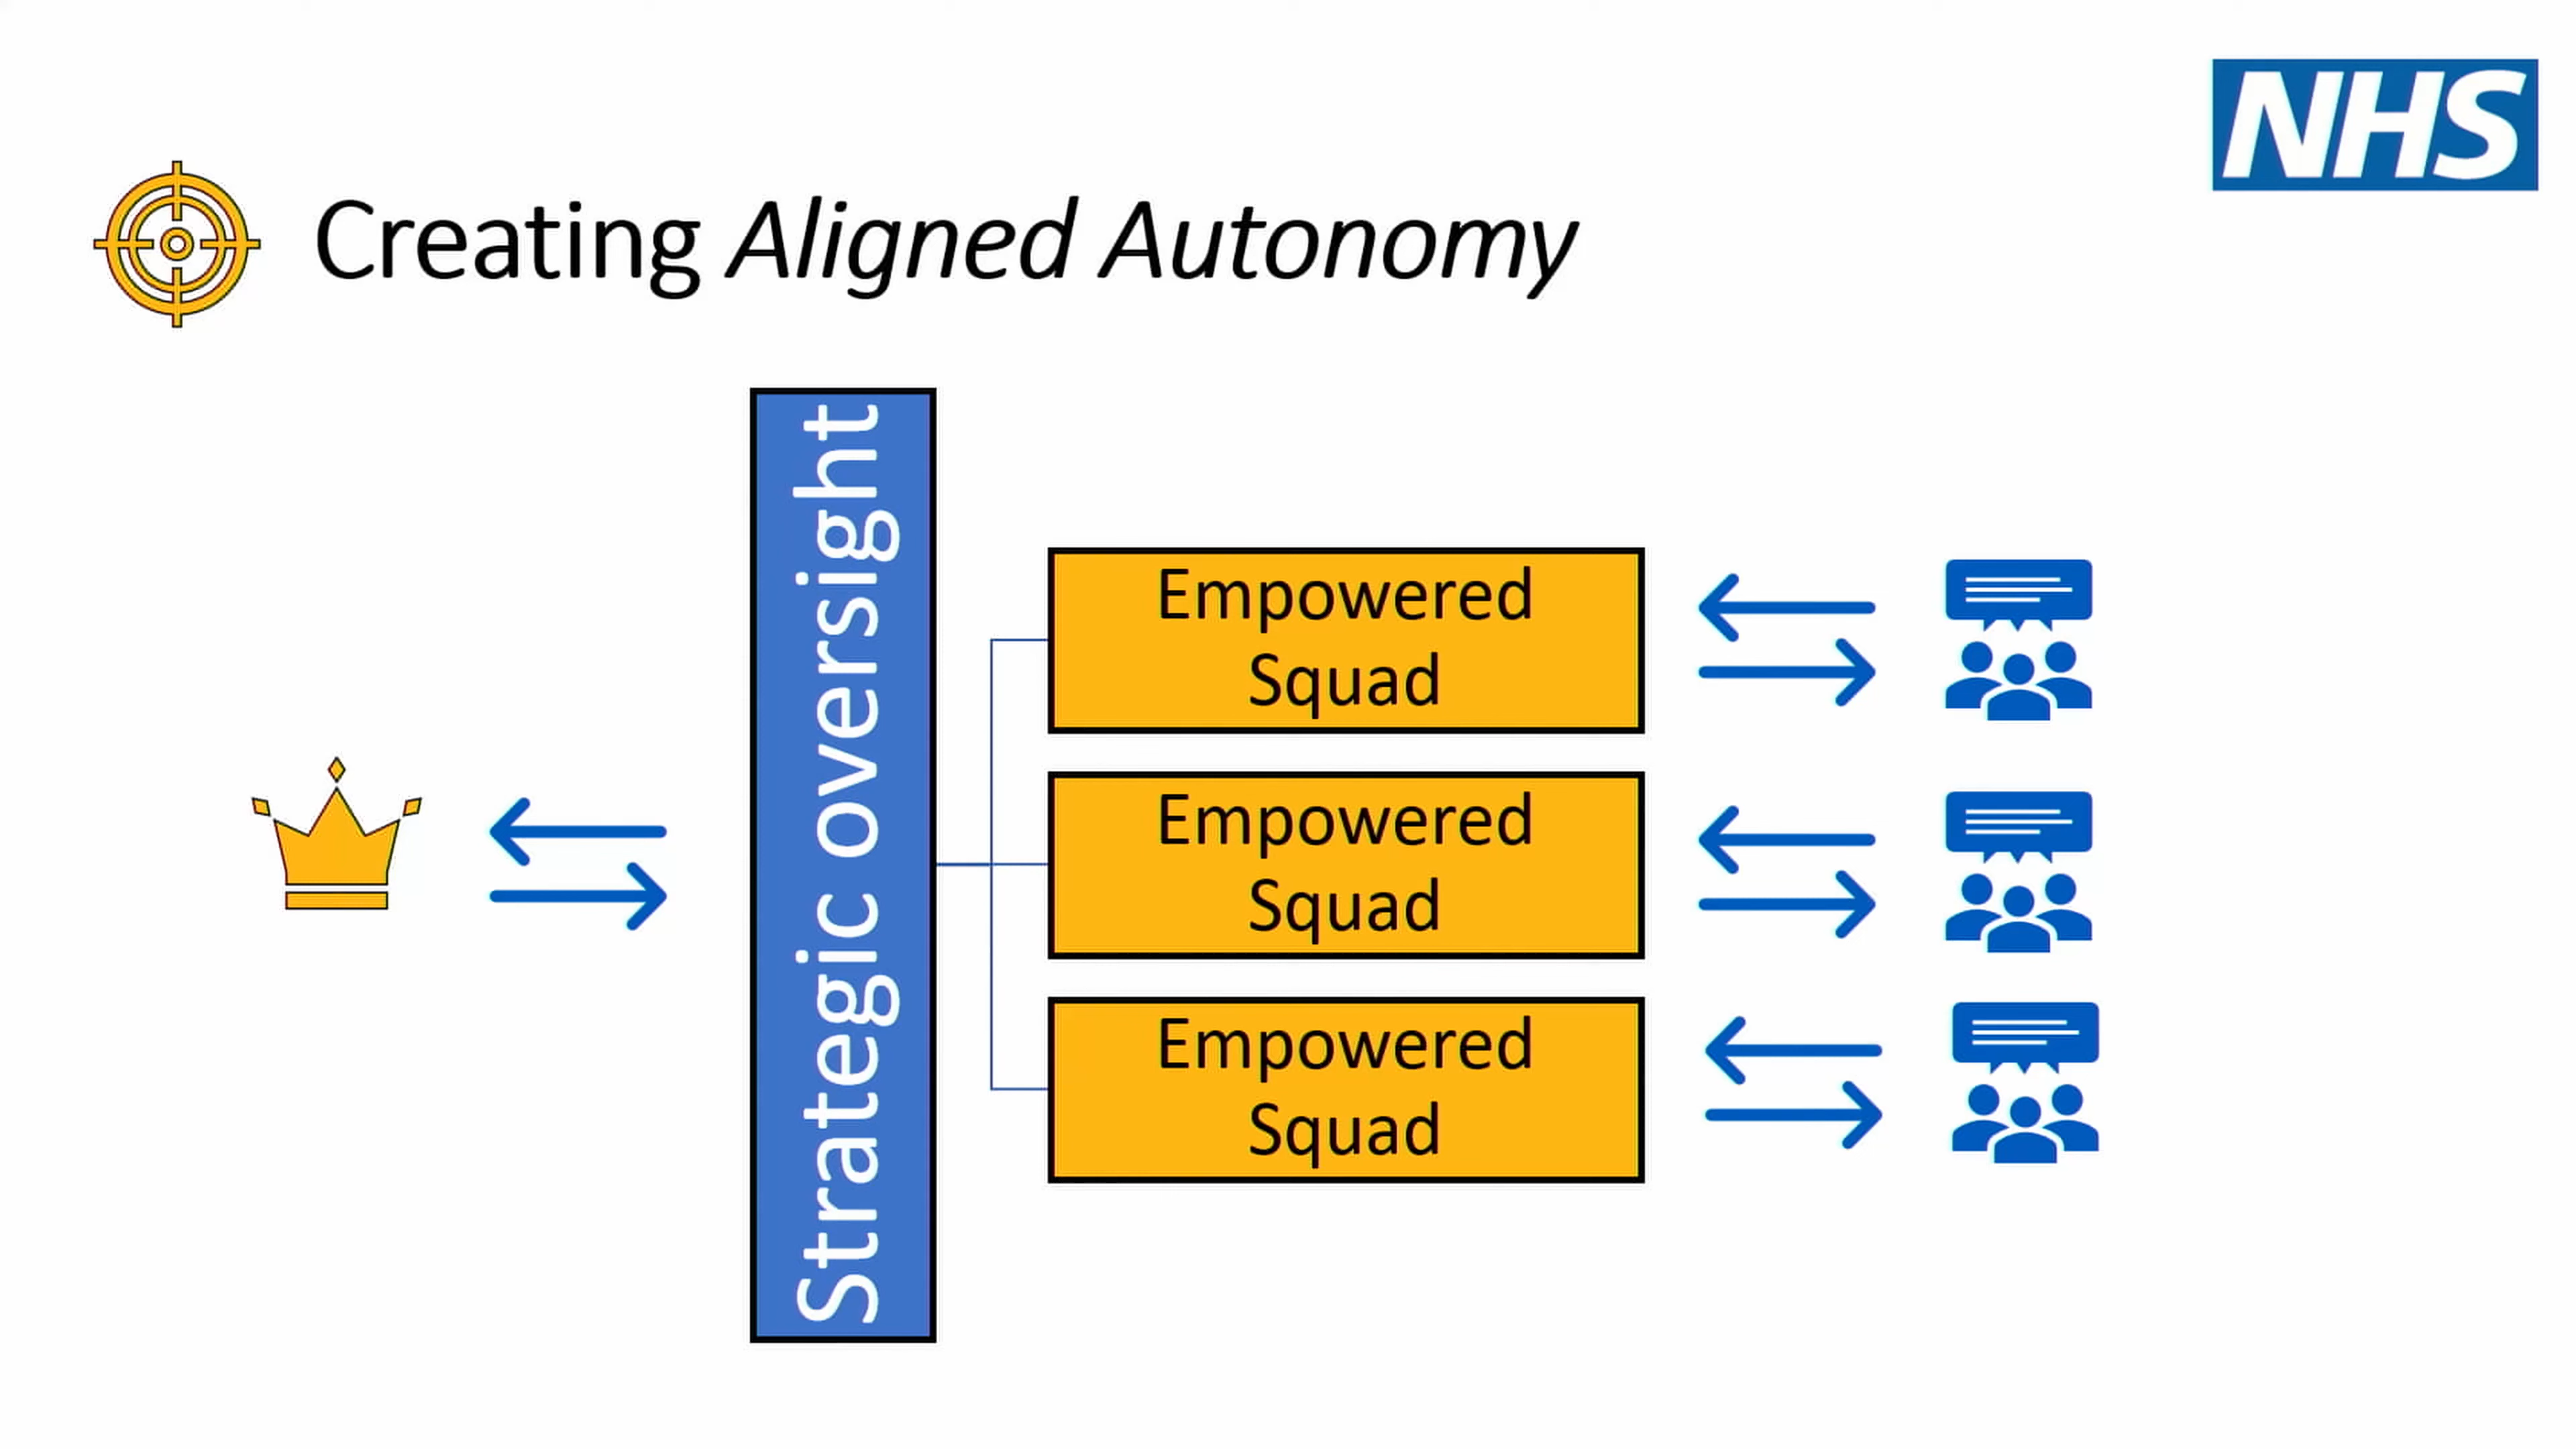 NHS
Creating Aligned Autonomy
Strategic oversight
Empowered
Squad
Empowered
Squad
Empowered
Squad